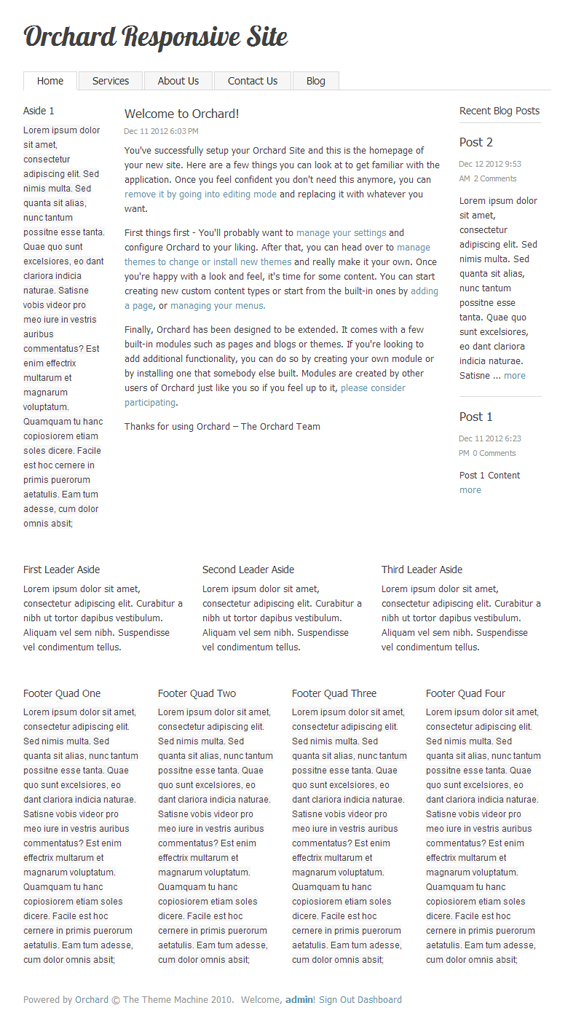 Orchard Responsive Site
Home
Services
About Us
Contact Us
Blog
Aside 1
Lorem ipsum dolor
sit amet,
consectetur
adipiscing elit. Sed
nimis multa. Sed
quanta sit alias,
nunc tantum
possitne esse tanta.
Quae quo sunt
excelsiores, eo dant
clariora indicia
naturae. Satisne
vobis videor pro
meo iure in vestris
auribus
commentatus? Est
enim effectrix
multarum et
magnarum
voluptatum.
Quamquam tu hanc
copiosiorem etiam
soles dicere. Facile
est hoc cernere in
primis puerorum
aetatulis. Eam tum
adesse, cum dolor
omnis absit;
Welcome to Orchard!
Dec 11 2012 6:03 PM
You've successfully setup your Orchard Site and this is the homepage of
your new site. Here are a few things you can look at to get familiar with the
application. Once you feel confident you don't need this anymore, you can
remove it by going into editing mode and replacing it with whatever you
want.
First things first - You'll probably want to manage your settings and
configure Orchard to your liking. After that, you can head over to manage
themes to change or install new themes and really make it your own. Once
you're happy with a look and feel, it's time for some content. You can start
creating new custom content types or start from the built-in ones by adding
a page, or managing your menus.
Finally, Orchard has been designed to be extended. It comes with a few
built-in modules such as pages and blogs or themes. If you're looking to
add additional functionality, you can do so by creating your own module or
by installing one that somebody else built. Modules are created by other
users of Orchard just like you so if you feel up to it, please consider
participating.
Thanks for using Orchard – The Orchard Team
Recent Blog Posts
Post 2
Dec 12 2012 9:53
AM 2 Comments
Lorem ipsum dolor
sit amet,
consectetur
adipiscing elit. Sed
nimis multa. Sed
quanta sit alias,
nunc tantum
possitne esse
tanta. Quae quo
sunt excelsiores,
eo dant clariora
indicia naturae.
Satisne ... more
Post 1
Dec 11 2012 6:23
PM 0 Comments
Post 1 Content
more
First Leader Aside
Lorem ipsum dolor sit amet,
consectetur adipiscing elit. Curabitur a
nibh ut tortor dapibus vestibulum.
Aliquam vel sem nibh. Suspendisse
vel condimentum tellus.
Second Leader Aside
Lorem ipsum dolor sit amet,
consectetur adipiscing elit. Curabitur a
nibh ut tortor dapibus vestibulum.
Aliquam vel sem nibh. Suspendisse
vel condimentum tellus.
Third Leader Aside
Lorem ipsum dolor sit amet,
consectetur adipiscing elit. Curabitur a
nibh ut tortor dapibus vestibulum.
Aliquam vel sem nibh. Suspendisse
vel condimentum tellus.
Footer Quad One
Lorem ipsum dolor sit amet,
consectetur adipiscing elit.
Sed nimis multa. Sed
quanta sit alias, nunc tantum
possitne esse tanta. Quae
quo sunt excelsiores, eo
dant clariora indicia naturae.
Satisne vobis videor pro
meo iure in vestris auribus
commentatus? Est enim
effectrix multarum et
magnarum voluptatum.
Quamquam tu hanc
copiosiorem etiam soles
dicere. Facile est hoc
cernere in primis puerorum
aetatulis. Eam tum adesse,
cum dolor omnis absit;
Footer Quad Two
Lorem ipsum dolor sit amet,
consectetur adipiscing elit.
Sed nimis multa. Sed
quanta sit alias, nunc tantum
possitne esse tanta. Quae
quo sunt excelsiores, eo
dant clariora indicia naturae.
Satisne vobis videor pro
meo iure in vestris auribus
commentatus? Est enim
effectrix multarum et
magnarum voluptatum.
Quamquam tu hanc
copiosiorem etiam soles
dicere. Facile est hoc
cernere in primis puerorum
aetatulis. Eam tum adesse,
cum dolor omnis absit;
Footer Quad Three
Lorem ipsum dolor sit amet,
consectetur adipiscing elit.
Sed nimis multa. Sed
quanta sit alias, nunc tantum
possitne esse tanta. Quae
quo sunt excelsiores, eo
dant clariora indicia naturae.
Satisne vobis videor pro
meo iure in vestris auribus
commentatus? Est enim
effectrix multarum et
magnarum voluptatum.
Quamquam tu hanc
copiosiorem etiam soles
dicere. Facile est hoc
cernere in primis puerorum
aetatulis. Eam tum adesse,
cum dolor omnis absit;
Footer Quad Four
Lorem ipsum dolor sit amet,
consectetur adipiscing elit.
Sed nimis multa. Sed
quanta sit alias, nunc tantum
possitne esse tanta. Quae
quo sunt excelsiores, eo
dant clariora indicia naturae.
Satisne vobis videor pro
meo iure in vestris auribus
commentatus? Est enim
effectrix multarum et
magnarum voluptatum.
Quamquam tu hanc
copiosiorem etiam soles
dicere. Facile est hoc
cernere in primis puerorum
aetatulis. Eam tum adesse,
cum dolor omnis absit;
Powered by Orchard © The Theme Machine 2010. Welcome, admin! Sign Out Dashboard